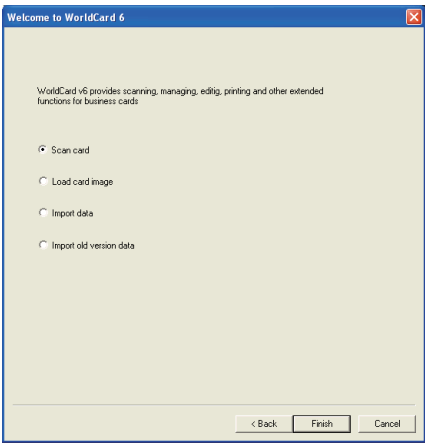 Welcome to WorldCard 6
WorldCard v6 provides scanning, managing, editig, printing and other extended
functions for business cards
Scan card
Load card image
Import data
Import old version data
< Back Finish Cancel